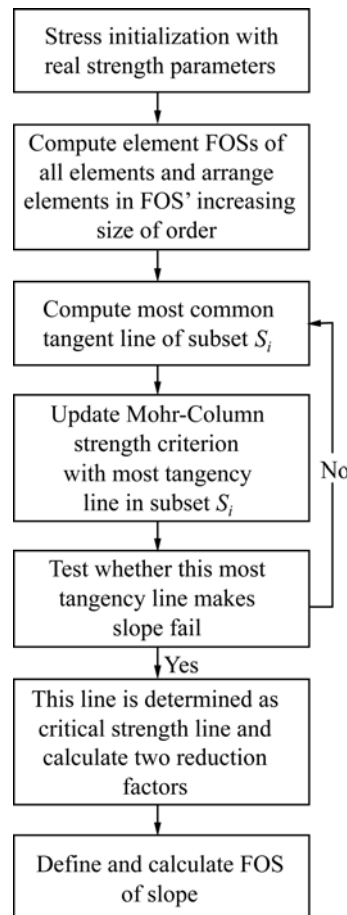 Stress initialization with
real strength parameters
Compute element FOSs of
all elements and arrange
elements in FOS' increasing
size of order
Compute most common
tangent line of subset Si
Update Mohr-Column
strength criterion
with most tangency
line in subset Si
No
Test whether this most
tangency line makes
slope fail
Yes
This line is determined as
critical strength line and
calculate two reduction
factors
Define and calculate FOS
of slope